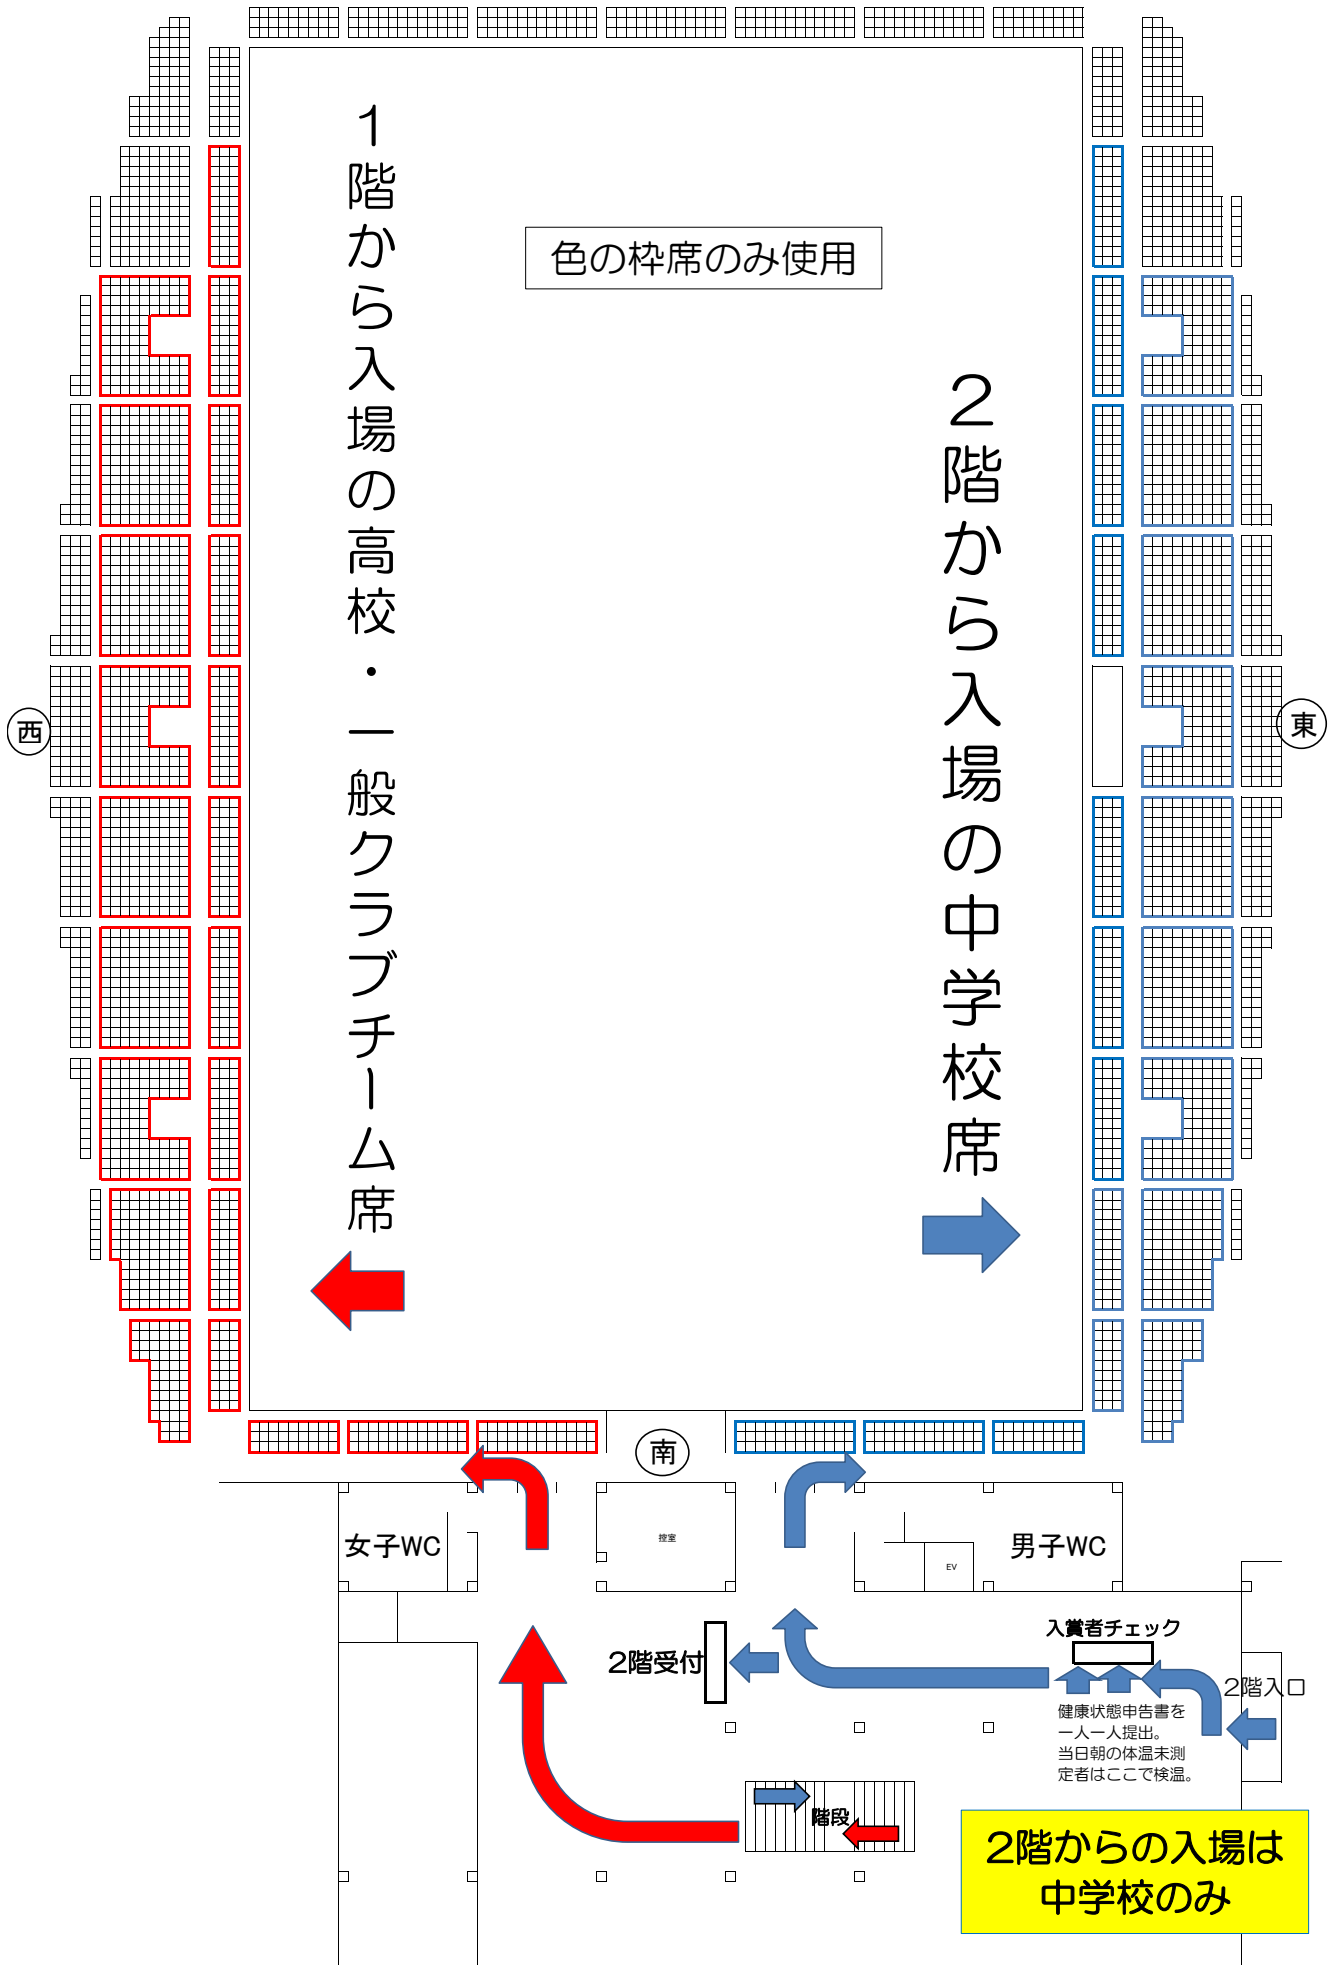 1階から入場の高校・一般クラブチーム席
色の枠席のみ使用
2階から入場の中学校席
西
東
南
女子WC
控室
EV
男子WC
入賞者チェック
2階受付
2階入口
健康状態申告書を
一人一人提出。
当日朝の体温未測
定者はここで検温。
階段
2階からの入場は
中学校のみ